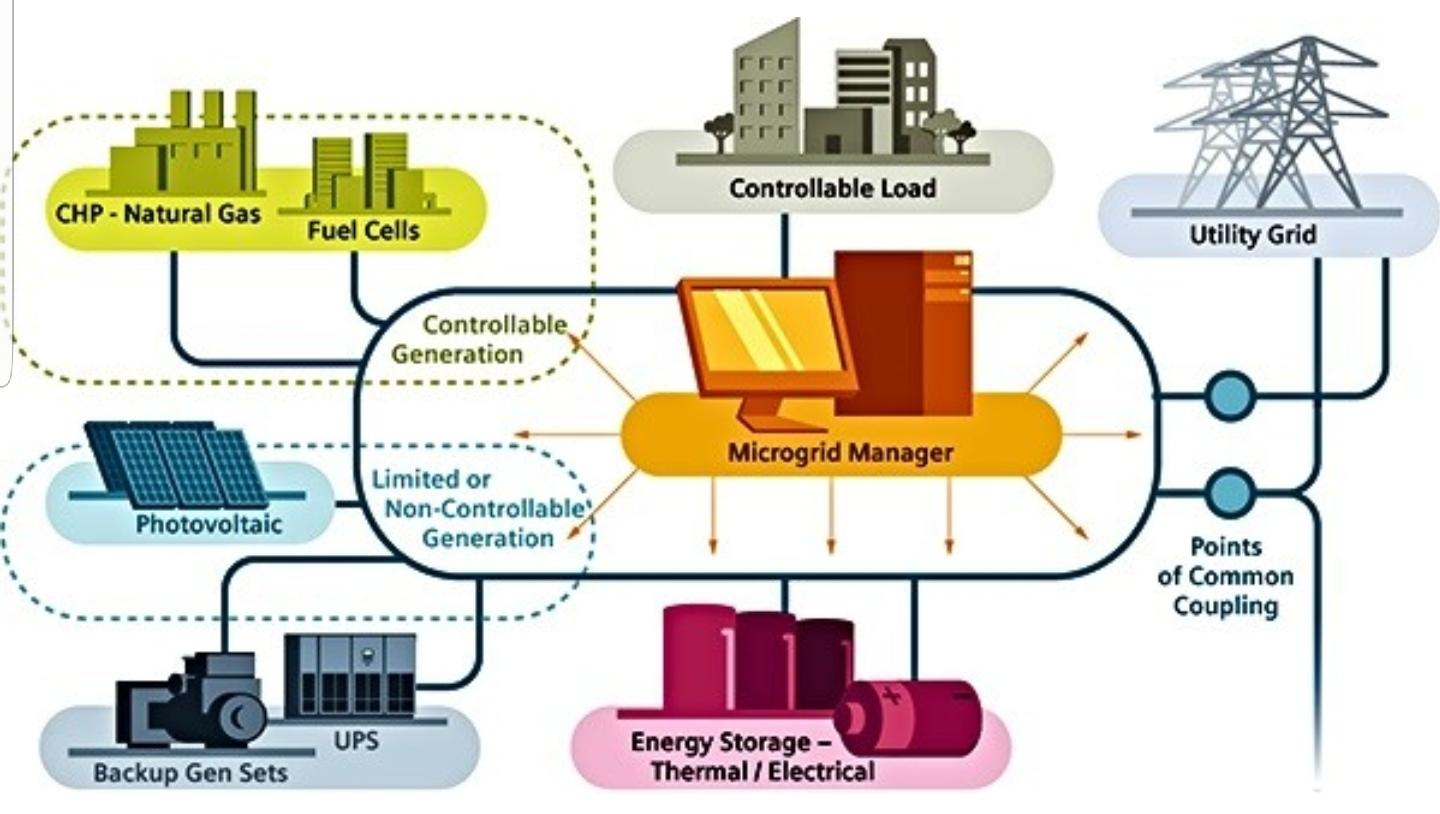 Controllable Load
CHP - Natural Gas
Fuel Cells
Utility Grid
Controllable
Generation
Microgrid Manager
Limited or
Non-Controllable
Generation
Photovoltaic
Points
of Common
Coupling
UPS
Backup Gen Sets
Energy Storage –
Thermal / Electrical